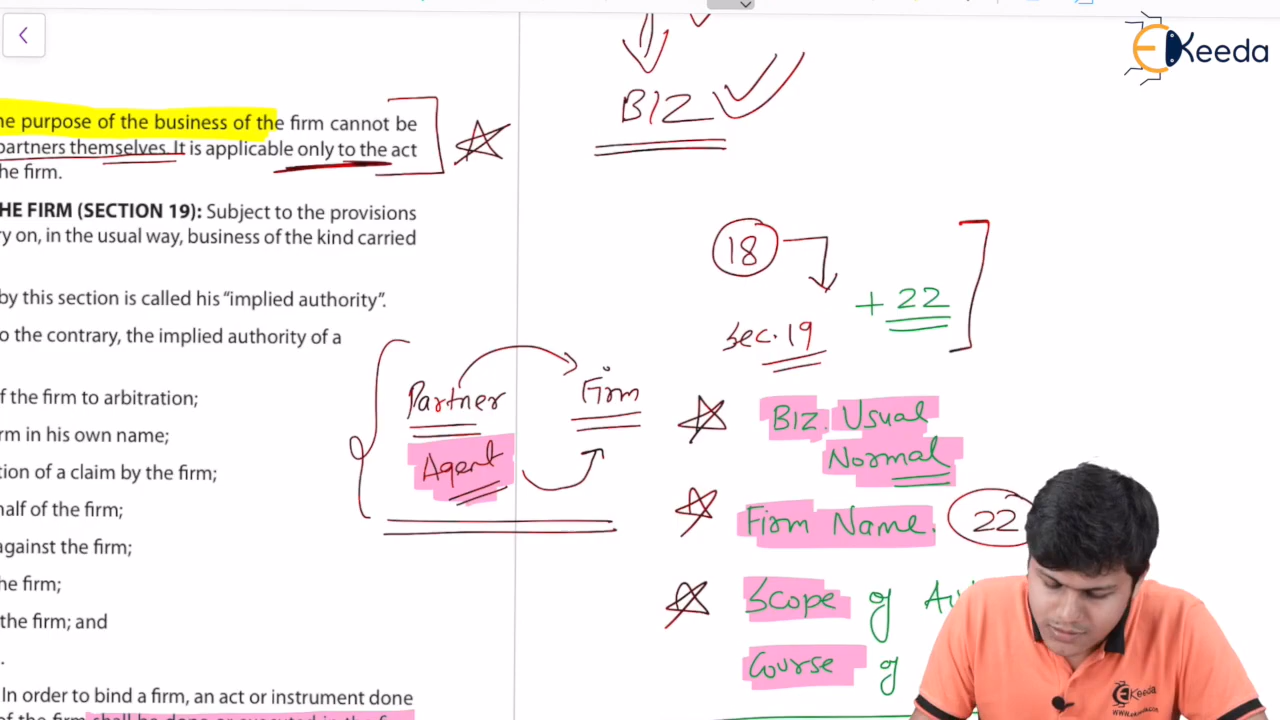 EKeeda
BIZ
he purpose of the business of the firm cannot be
partners themselves. It is applicable only to the act
he firm.
HE FIRM (SECTION 19): Subject to the provisions
ry on, in the usual way, business of the kind carried
by this section is called his “implied authority”.
o the contrary, the implied authority of a
f the firm to arbitration;
rm in his own name;
tion of a claim by the firm;
half of the firm;
against the firm;
he firm;
the firm; and
.
In order to bind a firm, an act or instrument done
18
+ 22
Sec. 19
Partner Firm
Agent
BIZ. Usual
Normal
Firm Name. 22
Scope of
Course of
EKeeda